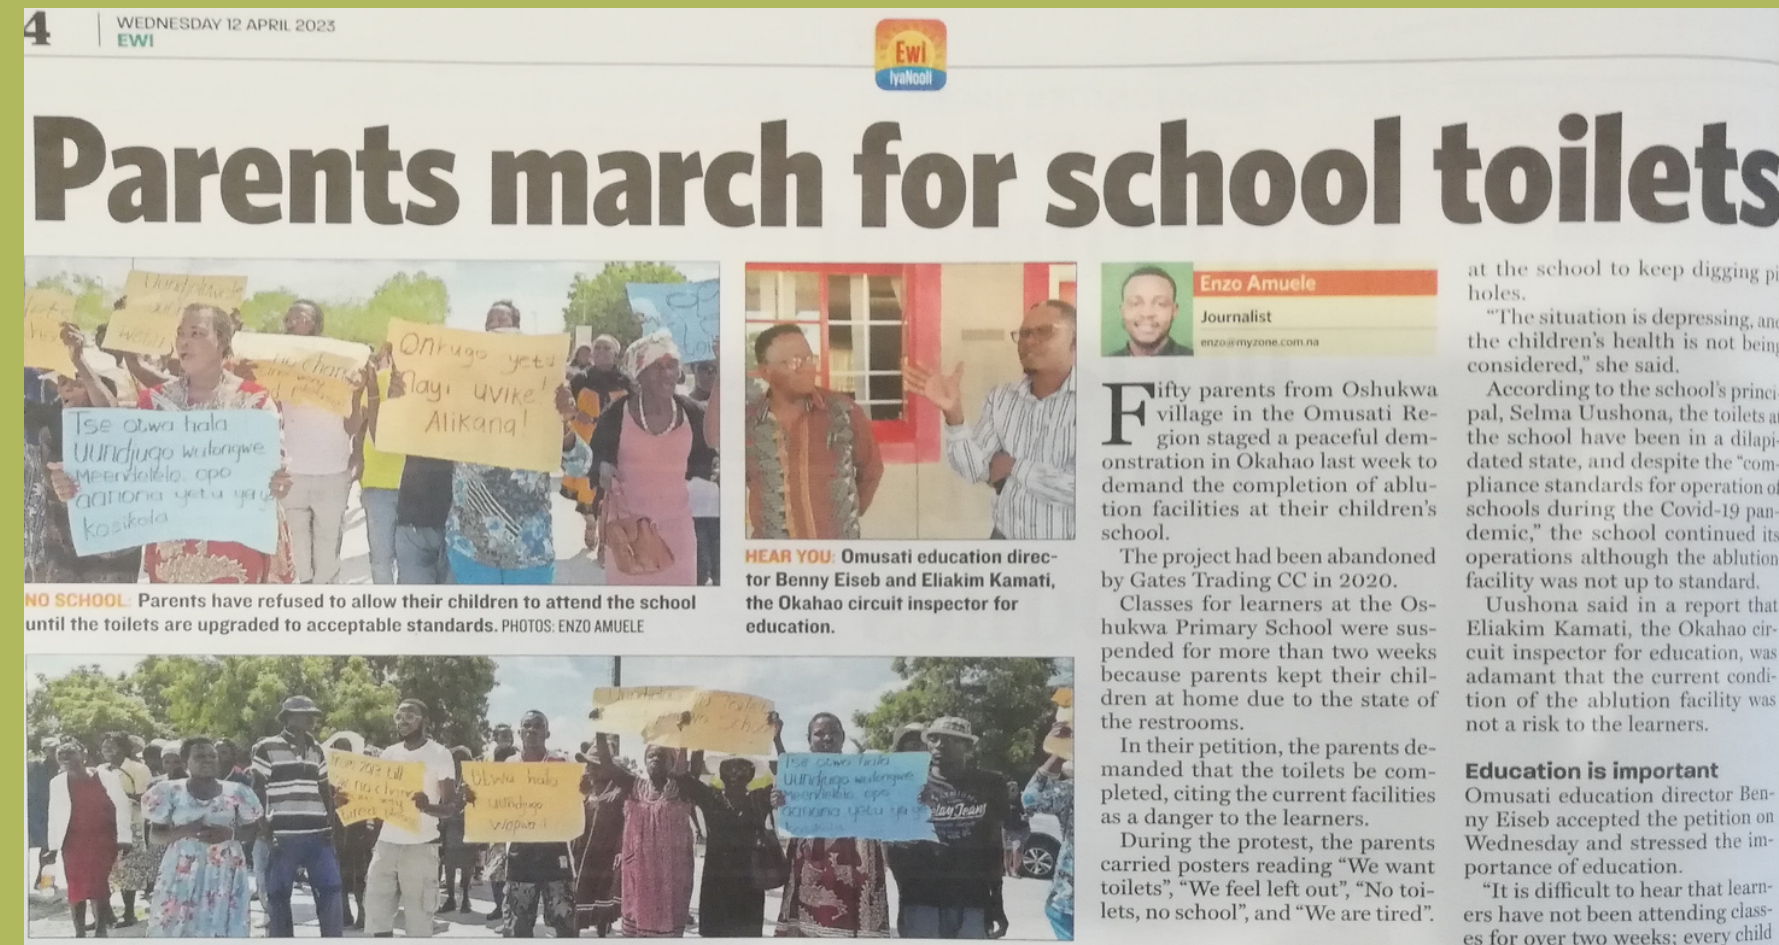 4
WEDNESDAY 12 APRIL 2023
EWI
Ewi
IyaNooli
Parents march for school toilets
Onkugo yetu
Nayi uvike!
Alikana!
Tse otwa hala
Uundjugo wulongwe
Meendelelo, opo
aanona yetu ya ye
kosikola
NO SCHOOL: Parents have refused to allow their children to attend the school
until the toilets are upgraded to acceptable standards. PHOTOS: ENZO AMUELE
HEAR YOU: Omusati education direc-
tor Benny Eiseb and Eliakim Kamati,
the Okahao circuit inspector for
education.
Otwa hala
uundjugo
wiapwa!
Tse otwa hala
Uundjugo wulongwe
Meendelelo, opo
aanona yetu ya ye
Enzo Amuele
Journalist
enzo@myzone.com.na
Fifty parents from Oshukwa
village in the Omusati Re-
gion staged a peaceful dem-
onstration in Okahao last week to
demand the completion of ablu-
tion facilities at their children's
school.
The project had been abandoned
by Gates Trading CC in 2020.
Classes for learners at the Os-
hukwa Primary School were sus-
pended for more than two weeks
because parents kept their chil-
dren at home due to the state of
the restrooms.
In their petition, the parents de-
manded that the toilets be com-
pleted, citing the current facilities
as a danger to the learners.
During the protest, the parents
carried posters reading “We want
toilets”, “We feel left out”, “No toi-
lets, no school”, and “We are tired”.
at the school to keep digging pi
holes.
“The situation is depressing, and
the children's health is not being
considered,” she said.
According to the school's princi-
pal, Selma Uushona, the toilets at
the school have been in a dilapi-
dated state, and despite the “com-
pliance standards for operation of
schools during the Covid-19 pan-
demic,” the school continued its
operations although the ablution
facility was not up to standard.
Uushona said in a report that
Eliakim Kamati, the Okahao cir-
cuit inspector for education, was
adamant that the current condi-
tion of the ablution facility was
not a risk to the learners.
Education is important
Omusati education director Ben-
ny Eiseb accepted the petition on
Wednesday and stressed the im-
portance of education.
“It is difficult to hear that learn-
ers have not been attending class-
es for over two weeks; every child